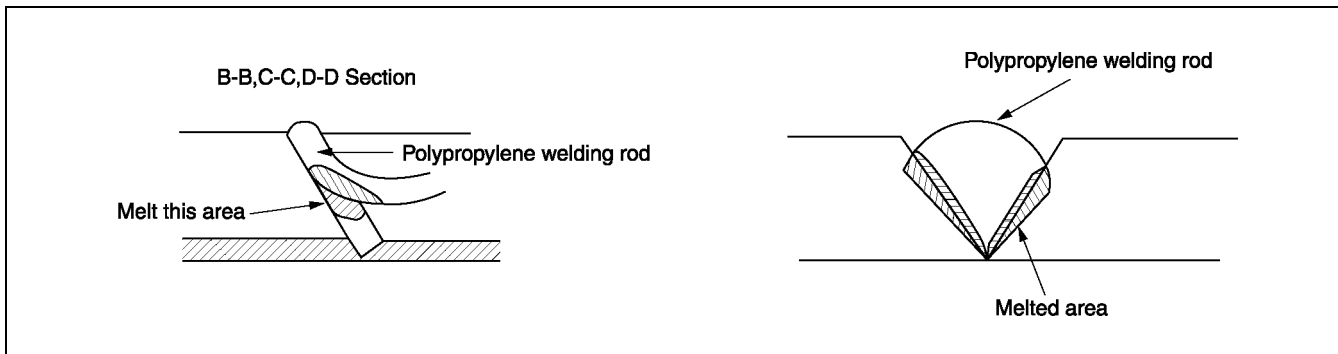 B-B,C-C,D-D Section
Polypropylene welding rod
Melt this area
Polypropylene welding rod
Melted area